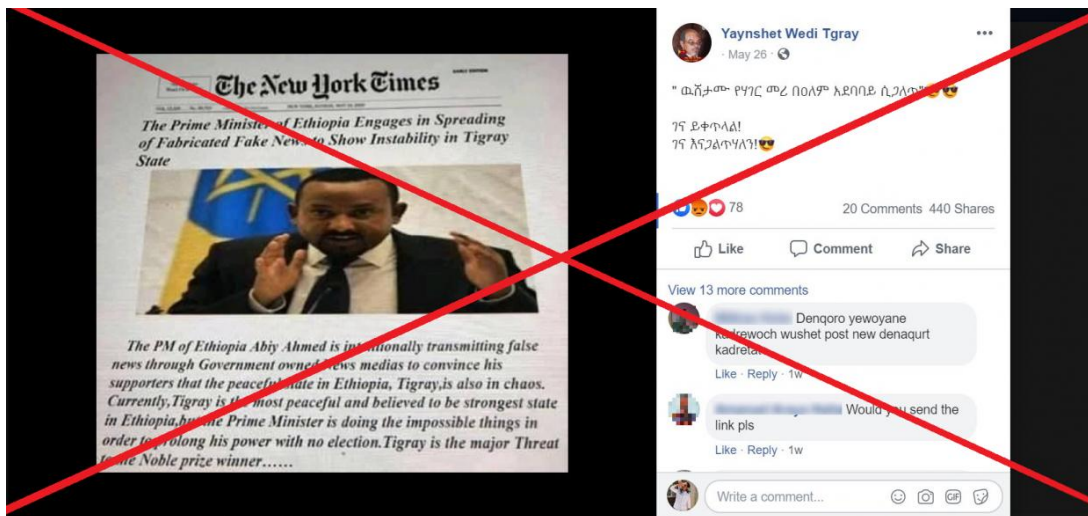 The New York Times
The Prime Minister of Ethiopia Engages in Spreading
of Fabricated Fake News to Show Instability in Tigray
State
The PM of Ethiopia Abiy Ahmed is intentionally transmitting false
news through Government owned News medias to convince his
supporters that the peaceful state in Ethiopia, Tigray,is also in chaos.
Currently,Tigray is the most peaceful and believed to be strongest state
in Ethiopia,but the Prime Minister is doing the impossible things in
order to prolong his power with no election.Tigray is the major Threat
to the Noble prize winner......
Yaynshet Wedi Tgray
· May 26 ·
" ዉሸታሙ የሃገር መሪ በዐለም አደባባይ ሲጋለጥ"
ገና ይቀጥላል!
ገና እናጋልጥሃለን!
78
20 Comments 440 Shares
Like Comment Share
View 13 more comments
Denqoro yewoyane
kadrewoch wushet post new denaqurt
Like · Reply · 1w
Would you send the
link pls
Like · Reply · 1w
Write a comment...
GIF